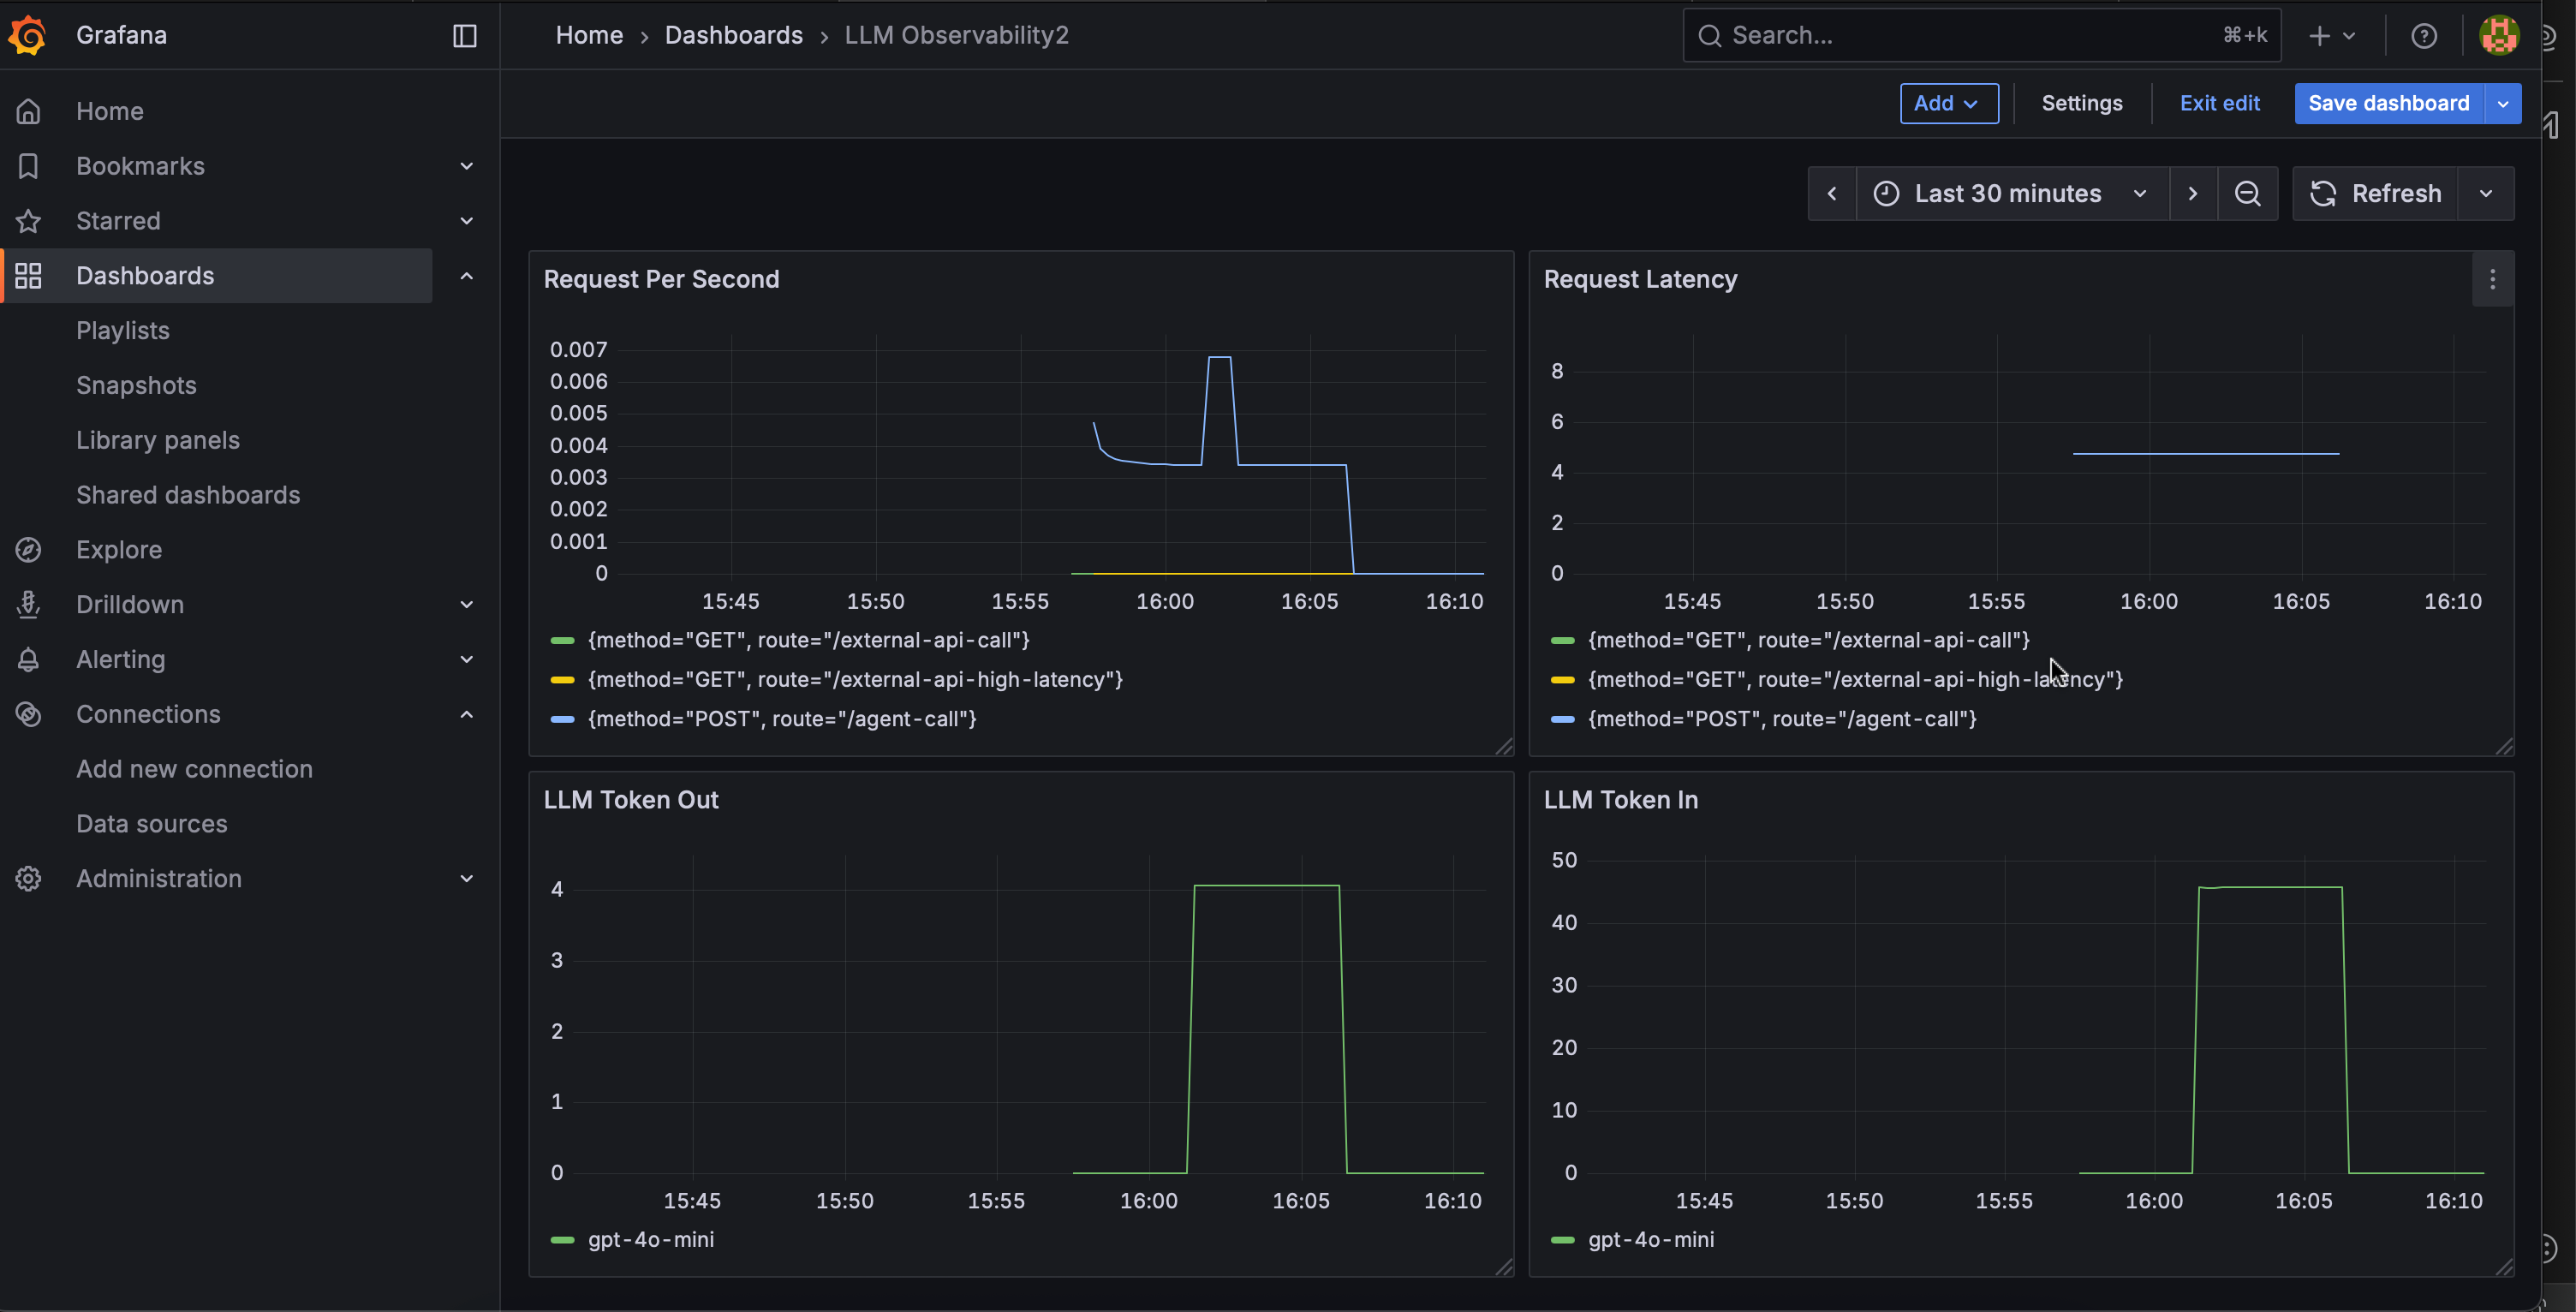 Grafana
Home
Dashboards
LLM Observability2
Search...
⌘+k
Home
Bookmarks
Starred
Dashboards
Playlists
Snapshots
Library panels
Shared dashboards
Explore
Drilldown
Alerting
Connections
Add new connection
Data sources
Administration
Add
Settings
Exit edit
Save dashboard
Last 30 minutes
Refresh
Request Per Second
0.007
0.006
0.005
0.004
0.003
0.002
0.001
0
15:45 15:50 15:55 16:00 16:05 16:10
{method="GET", route="/external-api-call"}
{method="GET", route="/external-api-high-latency"}
{method="POST", route="/agent-call"}
Request Latency
8
6
4
2
0
15:45 15:50 15:55 16:00 16:05 16:10
{method="GET", route="/external-api-call"}
{method="GET", route="/external-api-high-latency"}
{method="POST", route="/agent-call"}
LLM Token Out
4
3
2
1
0
15:45 15:50 15:55 16:00 16:05 16:10
gpt-4o-mini
LLM Token In
50
40
30
20
10
0
15:45 15:50 15:55 16:00 16:05 16:10
gpt-4o-mini